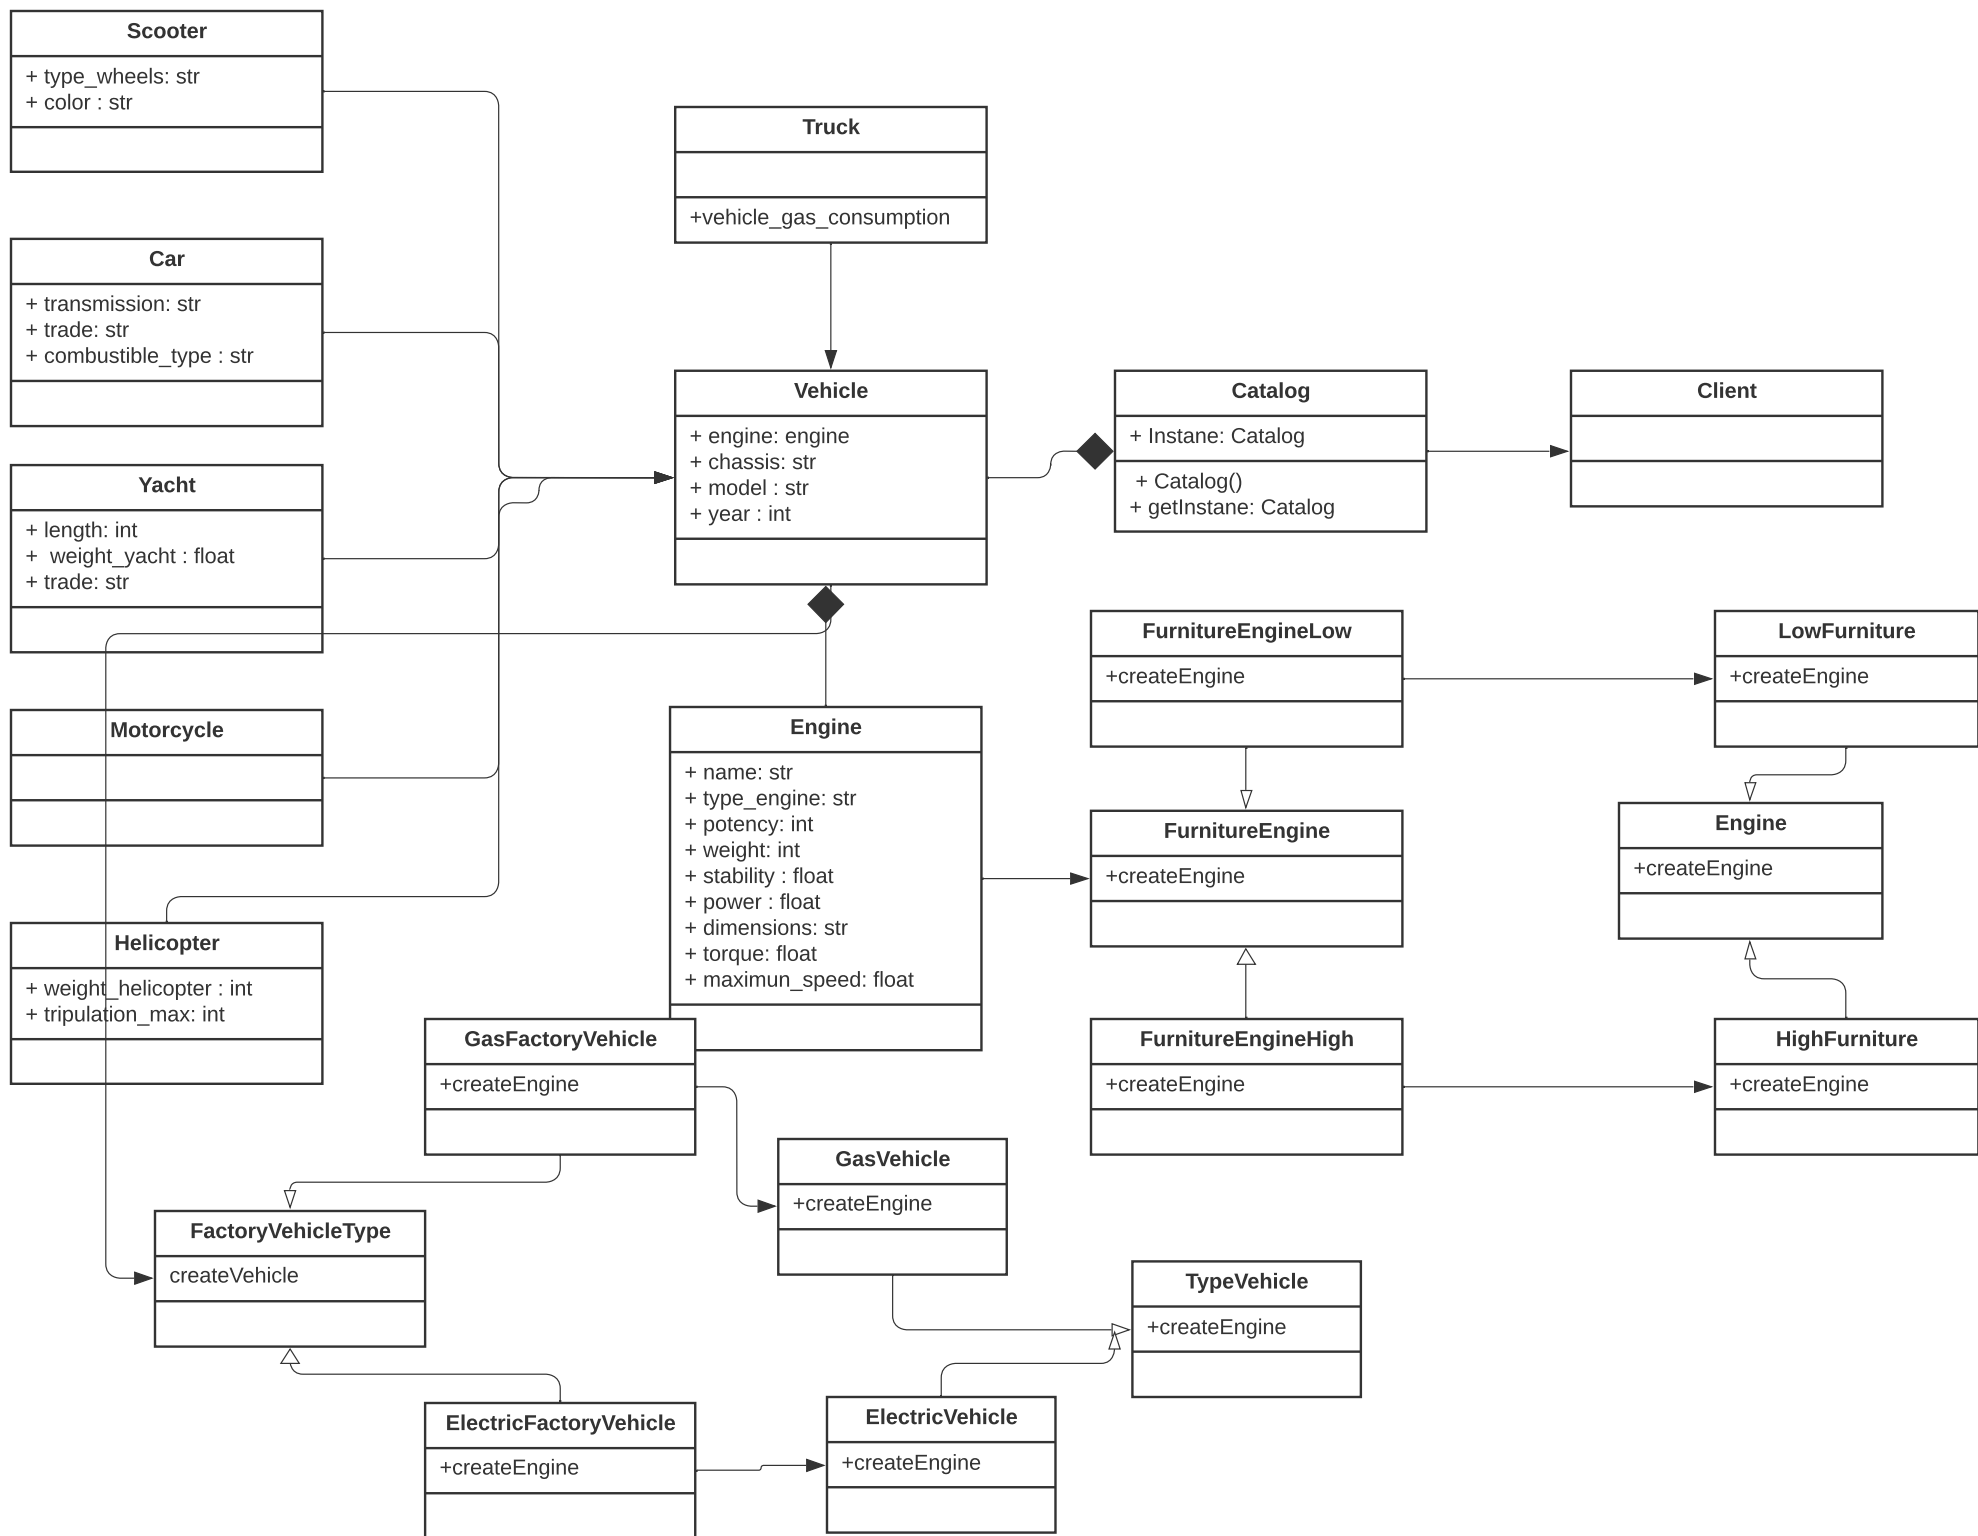 Scooter
+ type_wheels: str
+ color : str
Truck
+vehicle_gas_consumption
Car
+ transmission: str
+ trade: str
+ combustible_type : str
Vehicle
+ engine: engine
+ chassis: str
+ model : str
+ year : int
Catalog
+ Instane: Catalog
+ Catalog()
+ getInstane: Catalog
Client
Yacht
+ length: int
+  weight_yacht : float
+ trade: str
FurnitureEngineLow
+createEngine
LowFurniture
+createEngine
Motorcycle
Engine
+ name: str
+ type_engine: str
+ potency: int
+ weight: int
+ stability : float
+ power : float
+ dimensions: str
+ torque: float
+ maximun_speed: float
FurnitureEngine
+createEngine
Engine
+createEngine
Helicopter
+ weight_helicopter : int
+ tripulation_max: int
GasFactoryVehicle
+createEngine
FurnitureEngineHigh
+createEngine
HighFurniture
+createEngine
GasVehicle
+createEngine
FactoryVehicleType
createVehicle
TypeVehicle
+createEngine
ElectricFactoryVehicle
+createEngine
ElectricVehicle
+createEngine